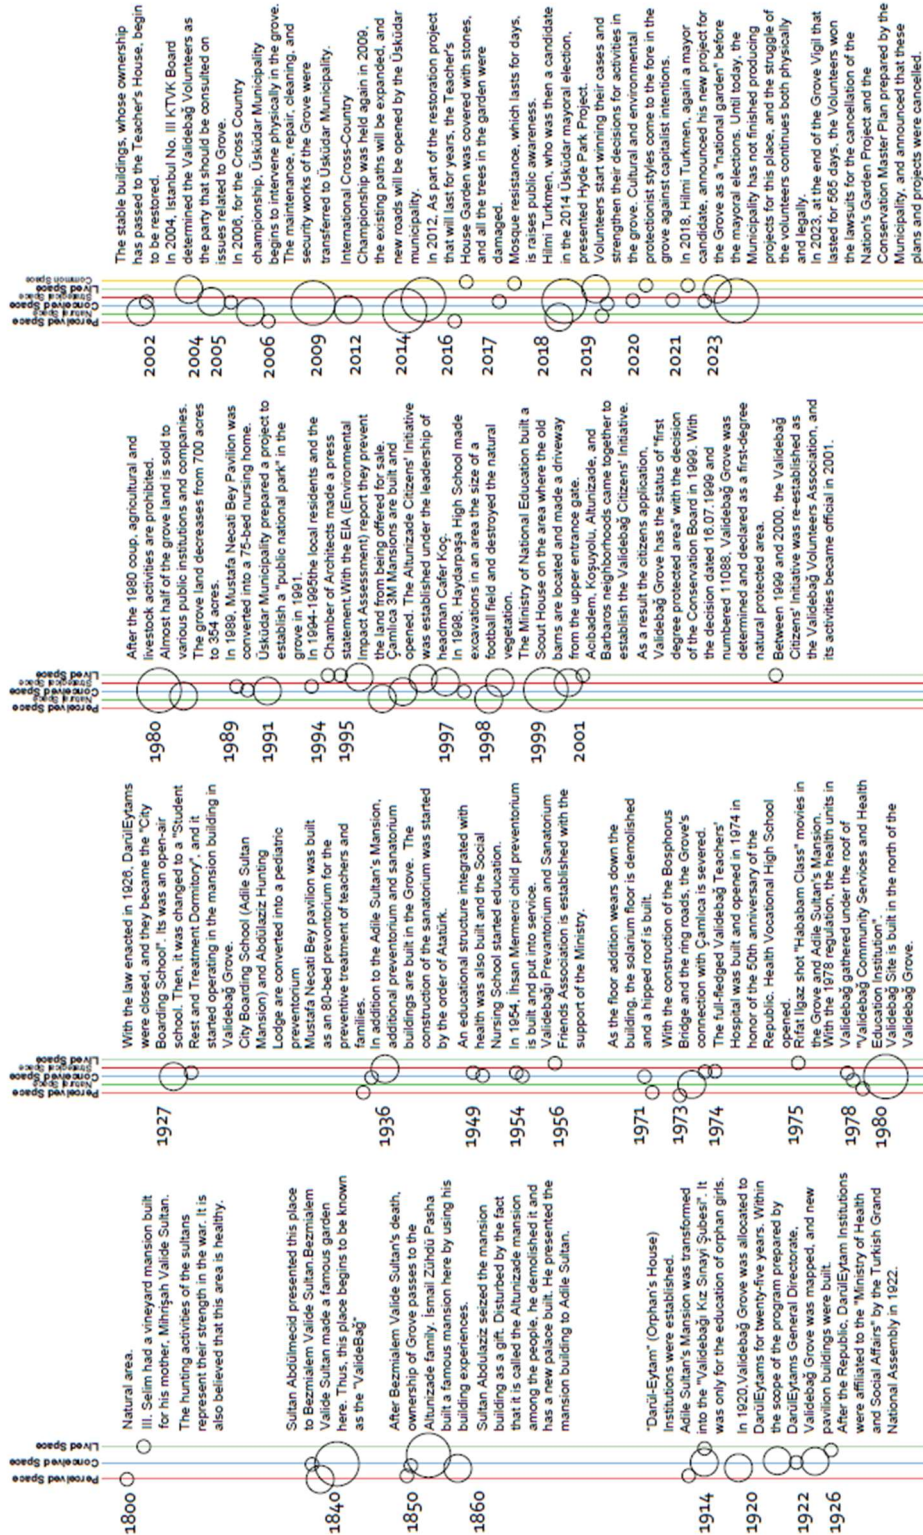 Perceived Space
Conceived Space
Lived Space
1800
Natural area.
III. Selim had a vineyard mansion built
for his mother, Mihrişah Valide Sultan.
The hunting activities of the sultans
represent their strength in the war. It is
also believed that this area is healthy.
1840
Sultan Abdülmecid presented this place
to Bezmialem Valide Sultan.Bezmialem
Valide Sultan made a famous garden
here. Thus, this place begins to be known
as the "ValideBağ"
1850
After Bezmialem Valide Sultan's death,
ownership of Grove passes to the
Altunizade family. İsmail Zühdü Pasha
built a famous mansion here by using his
building experiences.
1860
Sultan Abdulaziz seized the mansion
building as a gift. Disturbed by the fact
that it is called the Altunizade mansion
among the people, he demolished it and
has a new palace built. He presented the
mansion building to Adile Sultan.
1914
"Darül-Eytam" (Orphan's House)
Institutions were established.
Adile Sultan's Mansion was transformed
into the "Validebağı Kız Sınayi Şubesi". It
was only for the education of orphan girls.
1920
In 1920,Validebağ Grove was allocated to
DarülEytams for twenty-five years. Within
the scope of the program prepared by
DarülEytams General Directorate,
1922
Validebağ Grove was mapped, and new
pavilion buildings were built.
1926
After the Republic, DarülEytam Institutions
were affiliated to the "Ministry of Health
and Social Affairs" by the Turkish Grand
National Assembly in 1922.
Perceived Space
Natural Space
Conceived Space
Strategical Space
Lived Space
1927
With the law enacted in 1926, DarülEytams
were closed, and they became the "City
Boarding School". Its was an open-air
school. Then, it was changed to a "Student
Rest and Treatment Dormitory", and it
started operating in the mansion building in
Validebağ Grove.
City Boarding School (Adile Sultan
Mansion) and Abdülaziz Hunting
Lodge are converted into a pediatric
preventorium
Mustafa Necati Bey pavilion was built
as an 80-bed prevontorium for the
preventive treatment of teachers and
families.
1936
In addition to the Adile Sultan's Mansion,
additional preventorium and sanatorium
buildings are built in the Grove. The
construction of the sanatorium was started
by the order of Atatürk.
1949
An educational structure integrated with
health was also built and the Social
Nursing School started education.
1954
In 1954, İhsan Mermerci child preventorium
is built and put into service.
1956
Validebağı Prevantorium and Sanatorium
Friends Association is established with the
support of the Ministry.
1971
As the floor addition wears down the
building, the solarium floor is demolished
and a hipped roof is built.
1973
With the construction of the Bosphorus
Bridge and the ring roads, the Grove's
connection with Çamlıca is severed.
1974
The full-fledged Validebağ Teachers'
Hospital was built and opened in 1974 in
honor of the 50th anniversary of the
Republic. Health Vocational High School
opened.
1975
Rıfat Ilgaz shot "Hababam Class" movies in
the Grove and Adile Sultan's Mansion.
1978
With the 1978 regulation, the health units in
Validebağ gathered under the roof of
"Validebağ Community Services and Health
Education Institution".
1980
Validebağ Site is built in the north of the
Validebağ Grove.
Perceived Space
Natural Space
Conceived Space
Strategical Space
Lived Space
1980
After the 1980 coup, agricultural and
livestock activities are prohibited.
Almost half of the grove land is sold to
various public institutions and companies.
The grove land decreases from 700 acres
to 354 acres.
1989
In 1989, Mustafa Necati Bey Pavilion was
converted into a 75-bed nursing home.
1991
Üsküdar Municipality prepared a project to
establish a "public national park" in the
grove in 1991.
1994
In 1994-1995the local residents and the
Chamber of Architects made a press
1995
statement.With the EIA (Environmental
Impact Assessment) report they prevent
the land from being offered for sale.
Çamlıca 3M Mansions are built and
opened. The Altunizade Citizens' Initiative
was established under the leadership of
1997
headman Cafer Koç.
In 1998, Haydarpaşa High School made
1998
excavations in an area the size of a
football field and destroyed the natural
vegetation.
1999
The Ministry of National Education built a
Scout House on the area where the old
barns are located and made a driveway
from the upper entrance gate.
2001
Acıbadem, Koşuyolu, Altunizade, and
Barbaros neighborhoods came together to
establish the Validebağ Citizens' Initiative.
As a result the citizens application,
Validebağ Grove has the status of "first
degree protected area" with the decision
of the Conservation Board in 1999. With
the decision dated 16.07.1999 and
numbered 11088, Validebağ Grove was
determined and declared as a first-degree
natural protected area.
Between 1999 and 2000, the Validebağ
Citizens' Initiative was re-established as
the Validebağ Volunteers Association, and
its activities became official in 2001.
Perceived Space
Natural Space
Conceived Space
Strategical Space
Lived Space
Common Space
2002
The stable buildings, whose ownership
has passed to the Teacher's House, begin
to be restored.
2004
In 2004, Istanbul No. III KTVK Board
determined the Validebağ Volunteers as
2005
the party that should be consulted on
issues related to Grove.
2006
In 2006, for the Cross Country
championship, Üsküdar Municipality
begins to intervene physically in the grove.
The maintenance, repair, cleaning, and
security works of the Grove were
transferred to Üsküdar Municipality.
2009
International Cross-Country
Championship was held again in 2009,
2012
the existing paths will be expanded, and
new roads will be opened by the Üsküdar
municipality.
2014
In 2012, As part of the restoration project
that will last for years, the Teacher's
2016
House Garden was covered with stones,
and all the trees in the garden were
2017
damaged.
Mosque resistance, which lasts for days,
is raises public awareness.
2018
Hilmi Turkmen, who was then a candidate
in the 2014 Üsküdar mayoral election,
presented Hyde Park Project.
2019
Volunteers start winning their cases and
strengthen their decisions for activities in
2020
the grove. Cultural and environmental
protectionist styles come to the fore in the
grove against capitalist intentions.
2021
In 2018, Hilmi Turkmen, again a mayor
candidate, announced his new project for
2023
the Grove as a "national garden" before
the mayoral elections. Until today, the
Municipality has not finished producing
projects for this place, and the struggle of
the volunteers continues both physically
and legally.
In 2023, at the end of the Grove Vigil that
lasted for 565 days, the Volunteers won
the lawsuits for the cancellation of the
Nation's Garden Project and the
Conservation Master Plan prepared by the
Municipality, and announced that these
plans and projects were cancelled.